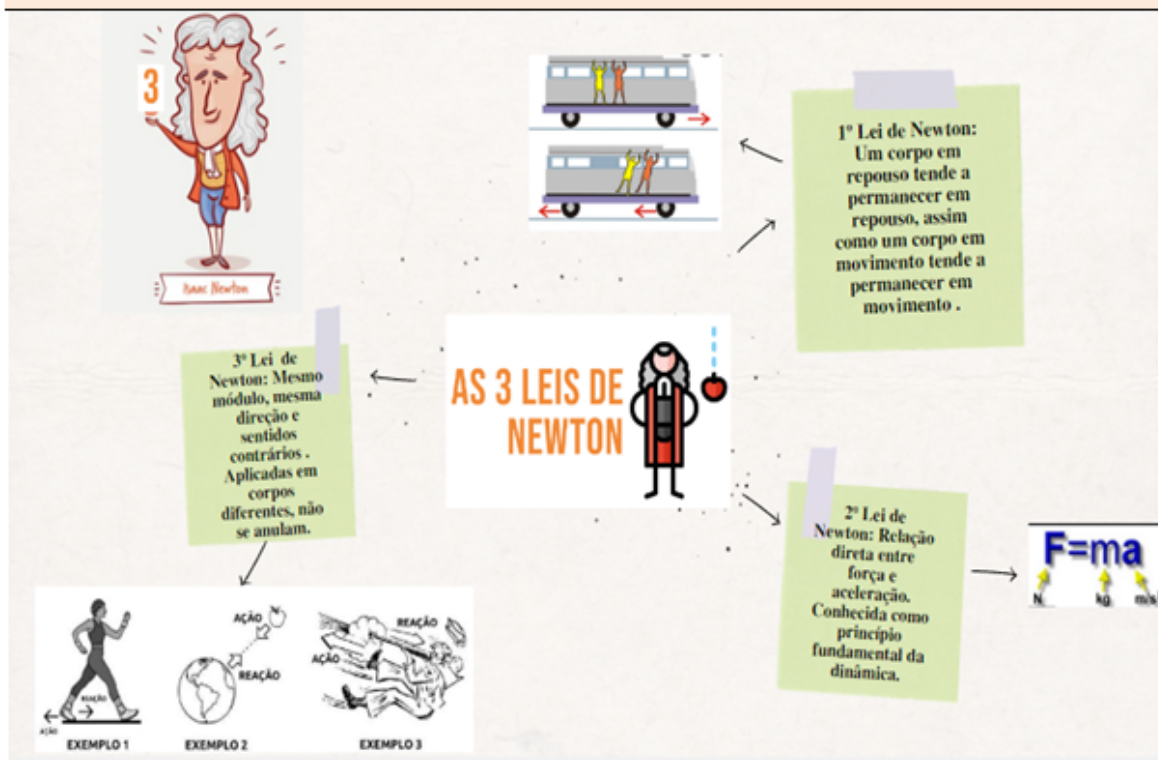 3
Isaac Newton
1º Lei de Newton:
Um corpo em
repouso tende a
permanecer em
repouso, assim
como um corpo em
movimento tende a
permanecer em
movimento .
AS 3 LEIS DE
NEWTON
3º Lei de
Newton: Mesmo
módulo, mesma
direção e
sentidos
contrários .
Aplicadas em
corpos
diferentes, não
se anulam.
2º Lei de
Newton: Relação
direta entre
força e
aceleração.
Conhecida como
princípio
fundamental da
dinâmica.
F=ma
N kg m/s
REAÇÃO
AÇÃO
EXEMPLO 1
AÇÃO
REAÇÃO
EXEMPLO 2
REAÇÃO
AÇÃO
EXEMPLO 3